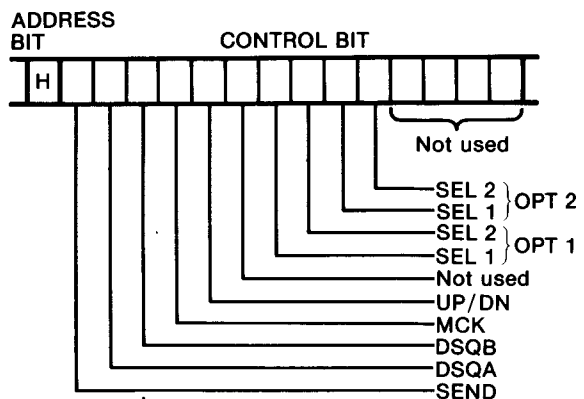 ADDRESS
BIT
CONTROL BIT
H
Not used
SEL 2
SEL 1
OPT 2
SEL 2
SEL 1
OPT 1
Not used
UP/DN
MCK
DSQB
DSQA
SEND